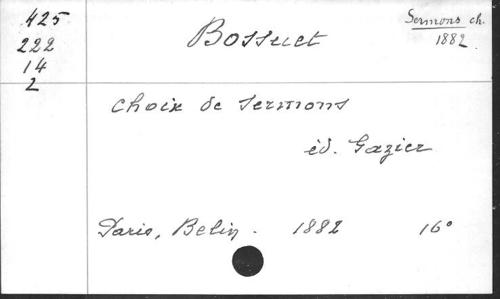 425
222
14
2
Bossuet
Sermons ch.
1882.
Choix de sermons
éd. Gazier
Paris, Belin. 1882 16°